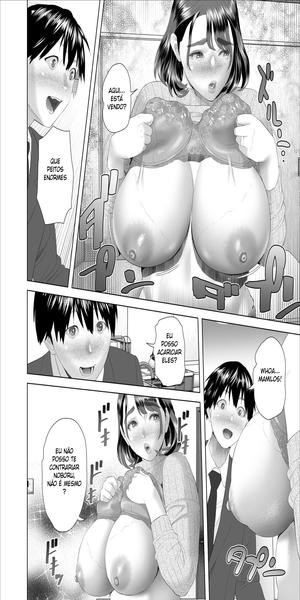 AQUI...
ESTÁ
VENDO?
QUE
PEITOS
ENORMES
WHOA...
MAMILOS!
EU
POSSO
ACARICIAR
ELES?
EU NÃO
POSSO TE
CONTRARIAR
NOBORU,
NÃO É MESMO
?